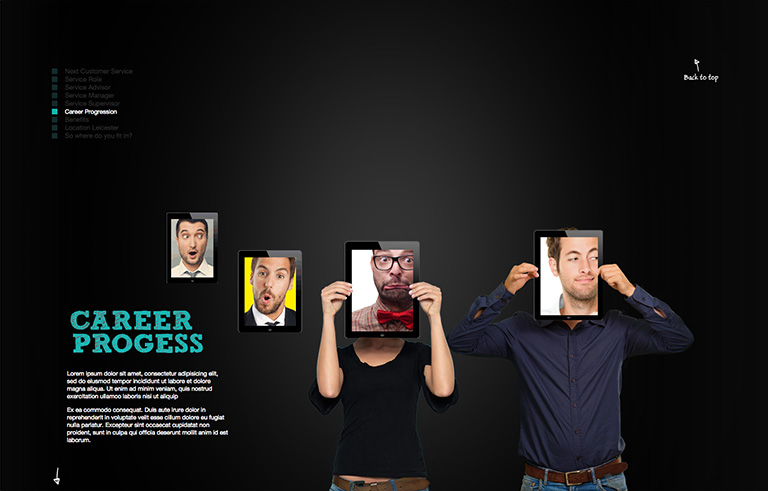 Next Customer Service
Service Role
Service Advisor
Service Manager
Service Supervisor
Career Progression
Benefits
Location Leicester
So where do you fit in?
Back to top
CAREER
PROGESS
Lorem ipsum dolor sit amet, consectetur adipisicing elit,
sed do eiusmod tempor incididunt ut labore et dolore
magna aliqua. Ut enim ad minim veniam, quis nostrud
exercitation ullamco laboris nisi ut aliquip
Ex ea commodo consequat. Duis aute irure dolor in
reprehenderit in voluptate velit esse cillum dolore eu fugiat
nulla pariatur. Excepteur sint occaecat cupidatat non
proident, sunt in culpa qui officia deserunt mollit anim id est
laborum.